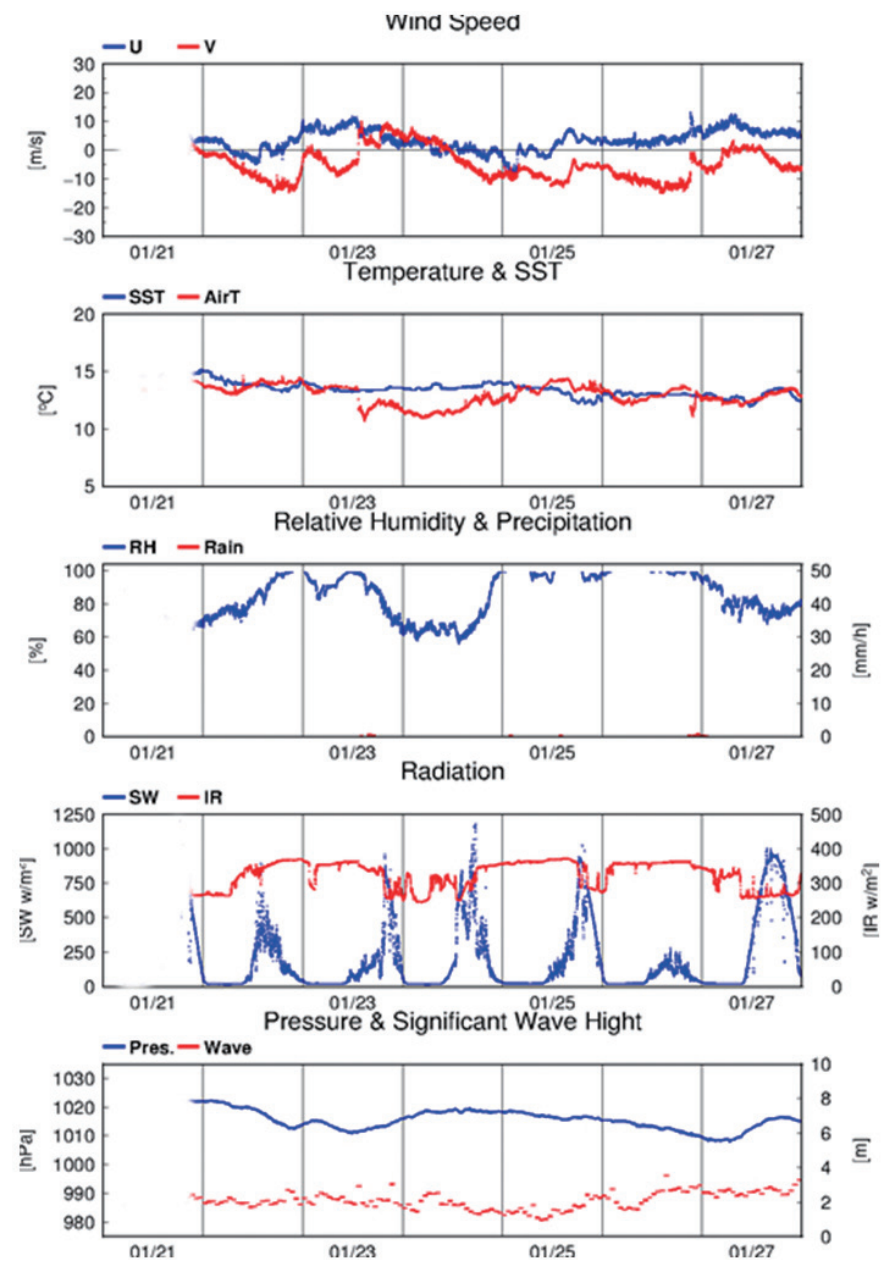 Wind Speed
U V
30
20
10
0
−10
−20
−30
[m/s]
01/21 01/23 01/25 01/27
Temperature & SST
SST AirT
20
15
10
5
[°C]
01/21 01/23 01/25 01/27
Relative Humidity & Precipitation
RH Rain
100 50
80 40
60 30
40 20
20 10
0 0
[%] [mm/h]
01/21 01/23 01/25 01/27
Radiation
SW IR
1250 500
1000 400
750 300
500 200
250 100
0 0
[SW w/m²] [IR w/m²]
01/21 01/23 01/25 01/27
Pressure & Significant Wave Hight
Pres. Wave
10
1030
8
1020
1010 6
1000 4
990
2
980
0
[hPa] [m]
01/21 01/23 01/25 01/27